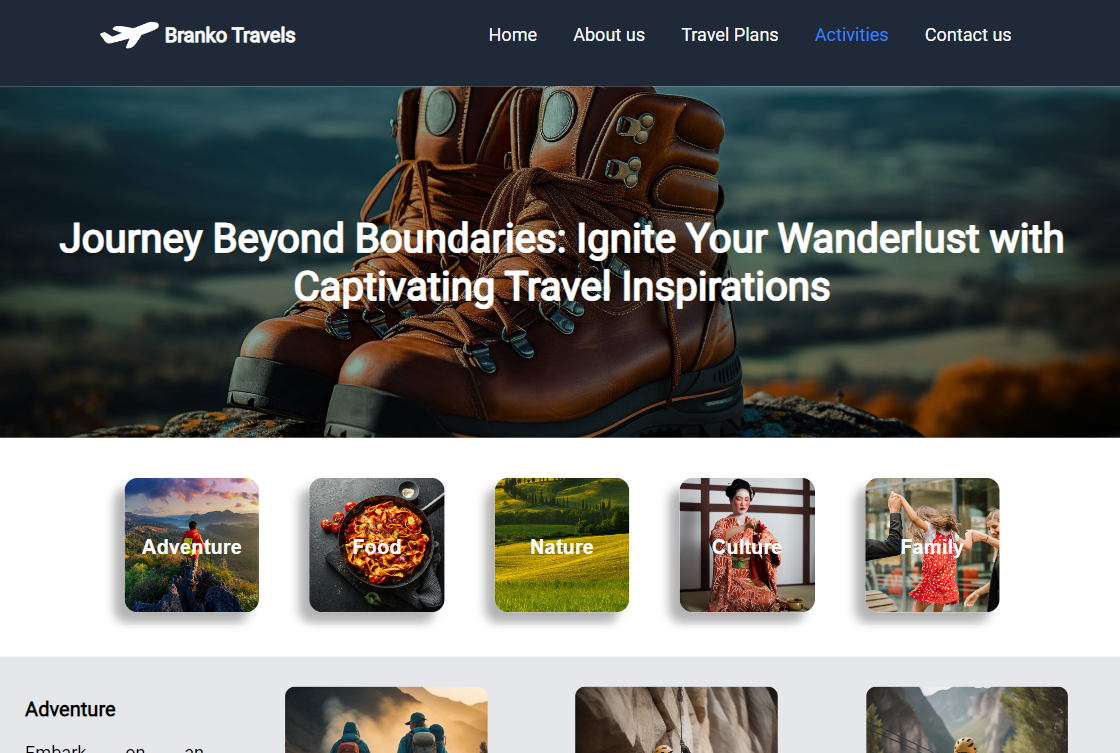 Branko Travels
Home
About us
Travel Plans
Activities
Contact us
Journey Beyond Boundaries: Ignite Your Wanderlust with
Captivating Travel Inspirations
Adventure
Food
Nature
Culture
Family
Adventure
Embark on an